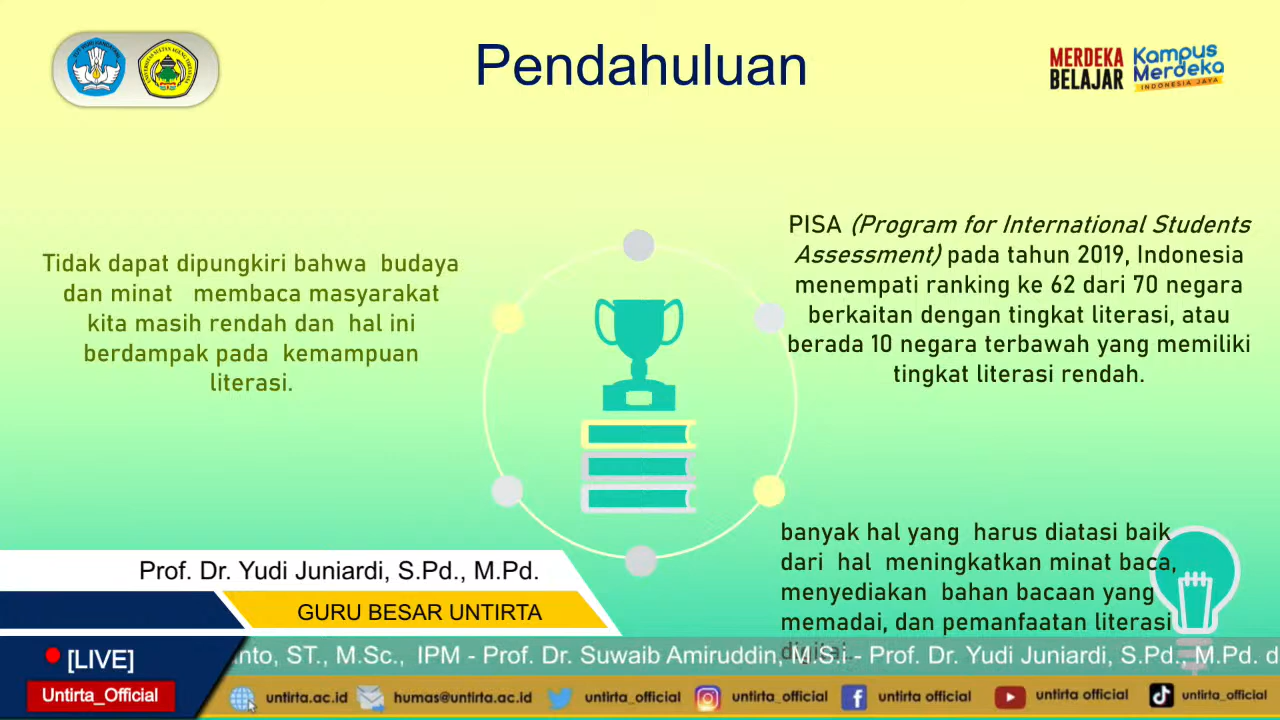 Pendahuluan
MERDEKA
BELAJAR
Kampus
Merdeka
INDONESIA JAYA
Tidak dapat dipungkiri bahwa budaya
dan minat membaca masyarakat
kita masih rendah dan hal ini
berdampak pada kemampuan
literasi.
PISA (Program for International Students
Assessment) pada tahun 2019, Indonesia
menempati ranking ke 62 dari 70 negara
berkaitan dengan tingkat literasi, atau
berada 10 negara terbawah yang memiliki
tingkat literasi rendah.
banyak hal yang harus diatasi baik
dari hal meningkatkan minat baca,
menyediakan bahan bacaan yang
memadai, dan pemanfaatan literasi
digital.
Prof. Dr. Yudi Juniardi, S.Pd., M.Pd.
GURU BESAR UNTIRTA
[LIVE]
nto, ST., M.Sc., IPM - Prof. Dr. Suwaib Amiruddin, M.S.i - Prof. Dr. Yudi Juniardi, S.Pd., M.Pd. d
Untirta_Official
untirta.ac.id
humas@untirta.ac.id
untirta_official
untirta_official
untirta official
untirta official
untirta_official